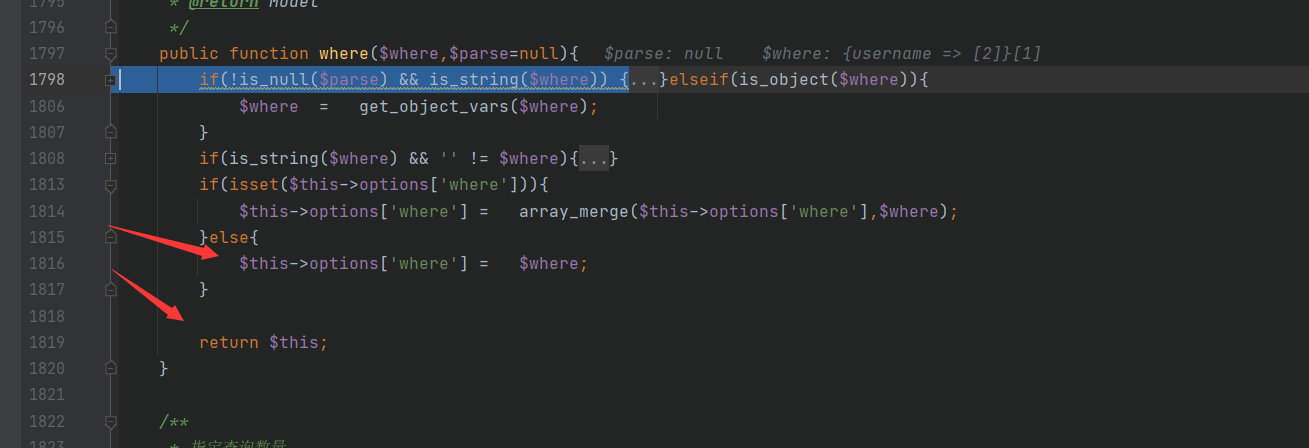 1795 * @return Model
1796 */
1797 public function where($where,$parse=null){ $parse: null $where: {username => [2]}[1]
1798 if(!is_null($parse) && is_string($where)) {...}elseif(is_object($where)){
1806 $where = get_object_vars($where);
1807 }
1808 if(is_string($where) && '' != $where){...}
1813 if(isset($this->options['where'])){
1814 $this->options['where'] = array_merge($this->options['where'],$where);
1815 }else{
1816 $this->options['where'] = $where;
1817 }
1818
1819 return $this;
1820 }
1821
1822 /**
1823 * 指定查询数量